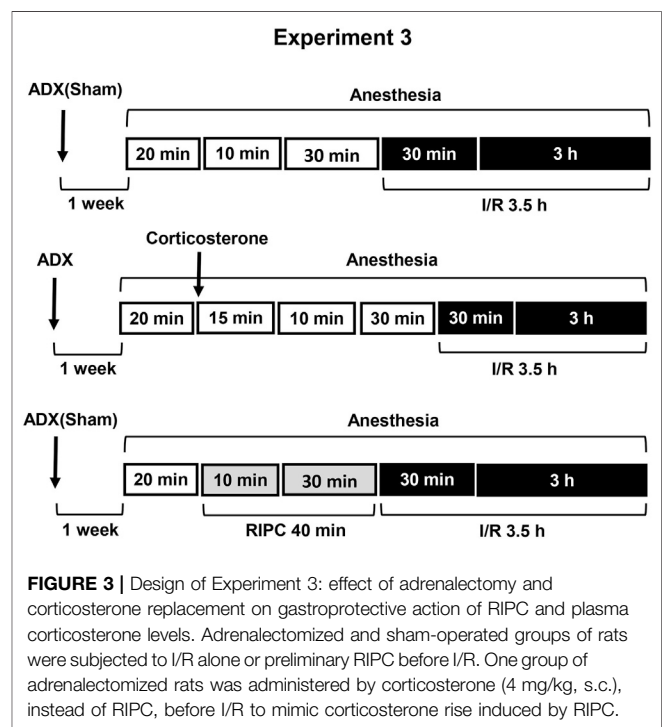 Experiment 3
ADX(Sham)
Anesthesia
20 min 10 min 30 min 30 min 3 h
1 week
I/R 3.5 h
Corticosterone
ADX
Anesthesia
20 min 15 min 10 min 30 min 30 min 3 h
1 week
I/R 3.5 h
ADX(Sham)
Anesthesia
20 min 10 min 30 min 30 min 3 h
1 week
RIPC 40 min
I/R 3.5 h
FIGURE 3 | Design of Experiment 3: effect of adrenalectomy and
corticosterone replacement on gastroprotective action of RIPC and plasma
corticosterone levels. Adrenalectomized and sham-operated groups of rats
were subjected to I/R alone or preliminary RIPC before I/R. One group of
adrenalectomized rats was administered by corticosterone (4 mg/kg, s.c.),
instead of RIPC, before I/R to mimic corticosterone rise induced by RIPC.